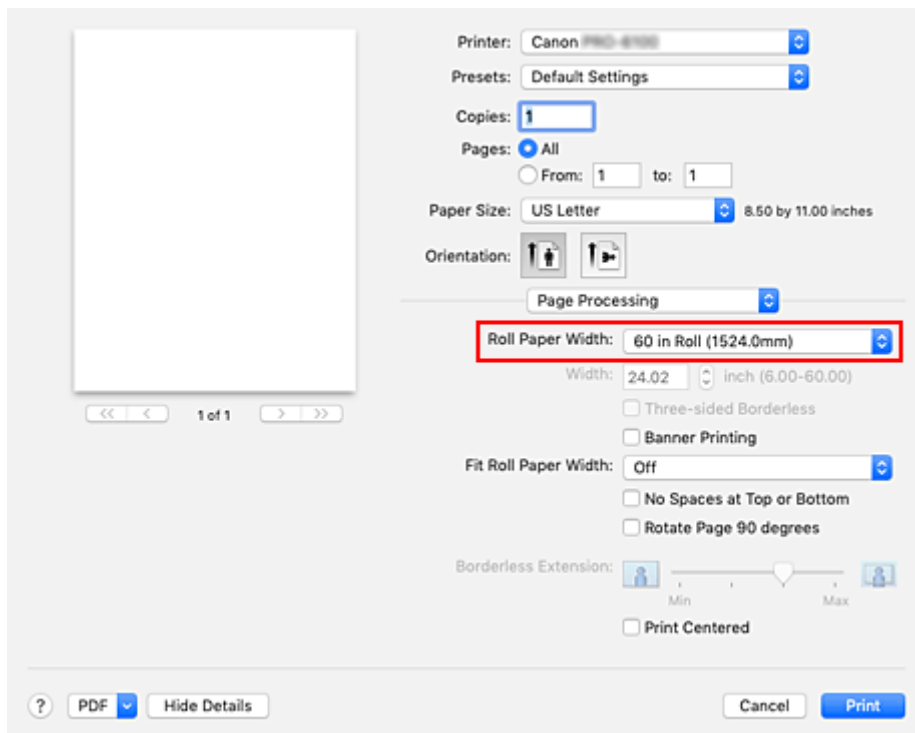 Printer: Canon
Presets: Default Settings
Copies: 1
Pages: All
From: 1 to: 1
Paper Size: US Letter 8.50 by 11.00 inches
Orientation:
Page Processing
Roll Paper Width: 60 in Roll (1524.0mm)
Width: 24.02 inch (6.00-60.00)
1 of 1
Three-sided Borderless
Banner Printing
Fit Roll Paper Width: Off
No Spaces at Top or Bottom
Rotate Page 90 degrees
Borderless Extension:
Min Max
Print Centered
? PDF Hide Details Cancel Print